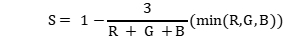 S = 1 − 3/(R + G + B) (min(R,G,B))